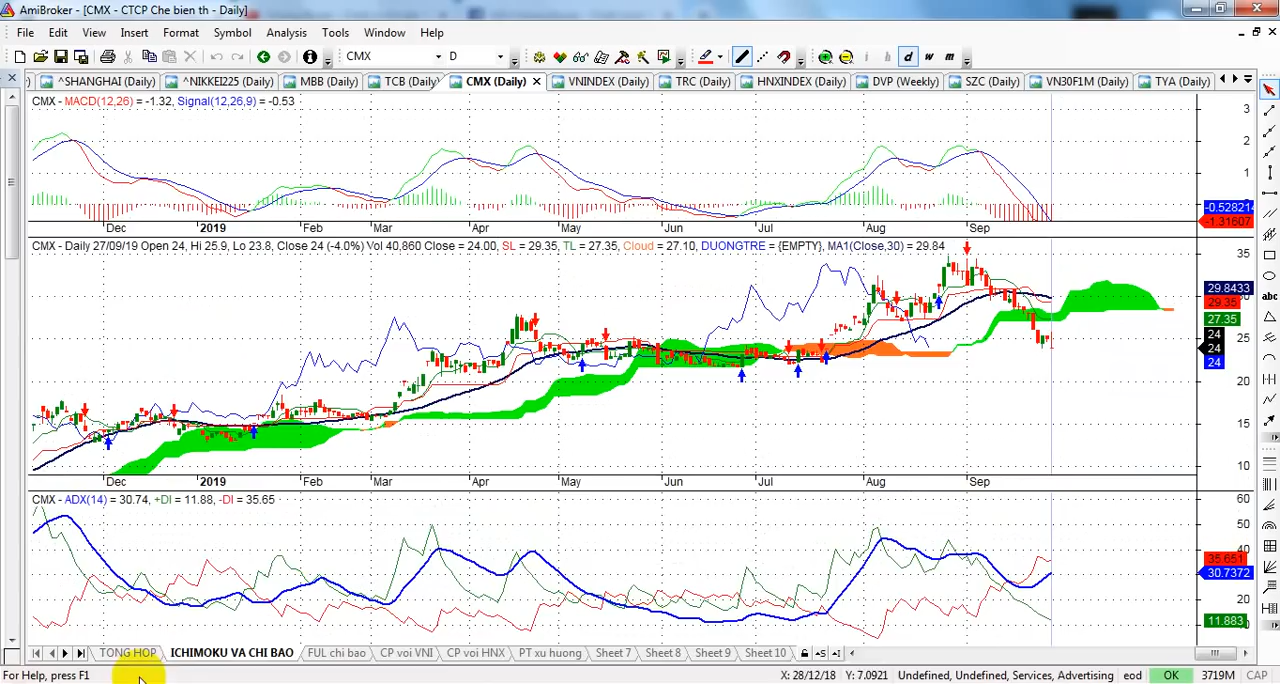 AmiBroker - [CMX - CTCP Che bien th - Daily]
File Edit View Insert Format Symbol Analysis Tools Window Help
CMX D i h d w m
^SHANGHAI (Daily) ^NIKKEI225 (Daily) MBB (Daily) TCB (Daily) CMX (Daily) VNINDEX (Daily) TRC (Daily) HNXINDEX (Daily) DVP (Weekly) SZC (Daily) VN30F1M (Daily) TYA (Daily)
CMX - MACD(12,26) = -1.32, Signal(12,26,9) = -0.53
3
2
1
-0.528214
-1.31607
Dec 2019 Feb Mar Apr May Jun Jul Aug Sep
CMX - Daily 27/09/19 Open 24, Hi 25.9, Lo 23.8, Close 24 (-4.0%) Vol 40,860 Close = 24.00, SL = 29.35, TL = 27.35, Cloud = 27.10, DUONGTRE = {EMPTY}, MA1(Close,30) = 29.84
35
29.8433
29.35
27.35
24
24
24
20
15
10
Dec 2019 Feb Mar Apr May Jun Jul Aug Sep
CMX - ADX(14) = 30.74, +DI = 11.88, -DI = 35.65
60
50
40
35.651
30.7372
20
11.883
abc
TONG HOP ICHIMOKU VA CHI BAO FUL chi bao CP voi VNI CP voi HNX PT xu huong Sheet 7 Sheet 8 Sheet 9 Sheet 10
For Help, press F1 X: 28/12/18 Y: 7.0921 Undefined, Undefined, Services, Advertising eod OK 3719M CAP